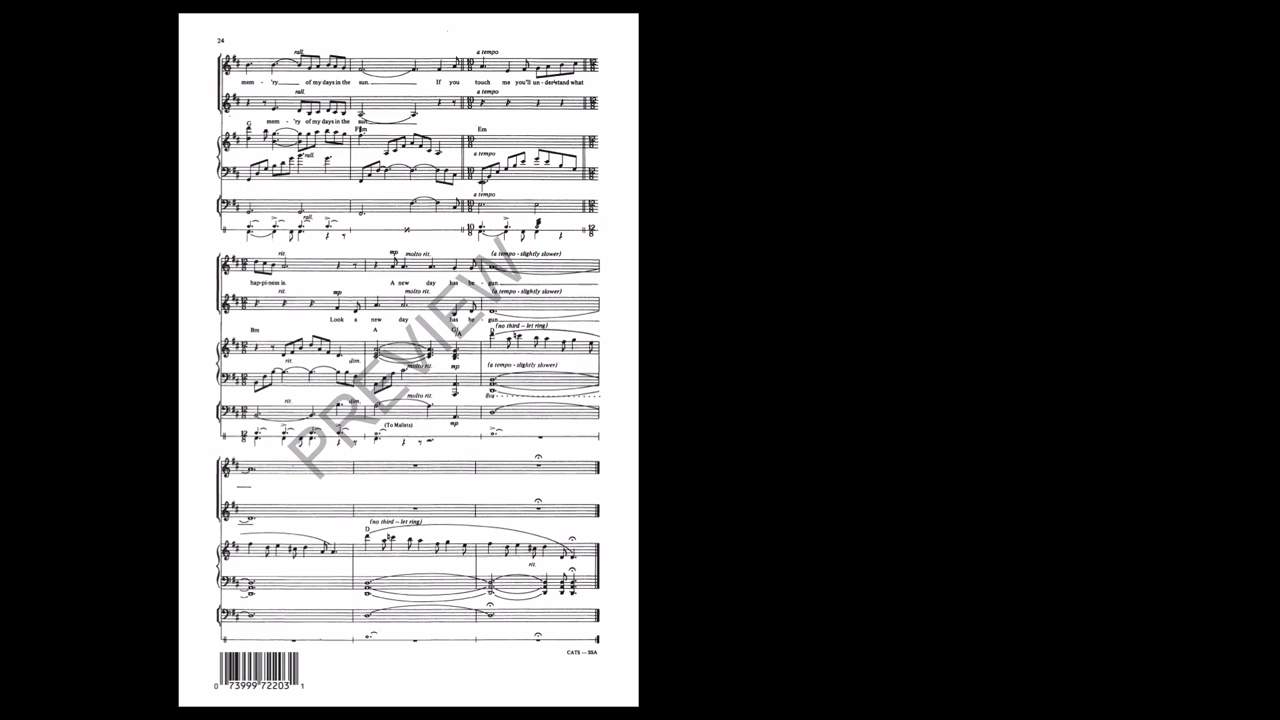 24
rall.
a tempo
mem - 'ry of my days in the sun. If you touch me you'll un - derstand what
rall.
a tempo
mem - 'ry of my days in the sun.
G F#m Em
rall.
a tempo
a tempo
rall.
10 8
12 8
rit. mp molto rit. (a tempo - slightly slower)
hap - pi - ness is. A new day has be - gun.
rit. mp molto rit. (a tempo - slightly slower)
Look a new day has be - gun.
(no third – let ring)
Bm A G/A D
rit. dim. (a tempo - slightly slower)
molto rit. mp
8va
rit. dim. molto rit.
mp
(To Mallets)
PREVIEW
(no third – let ring)
D
rit.
CATS — SSA
0 73999 72203 1